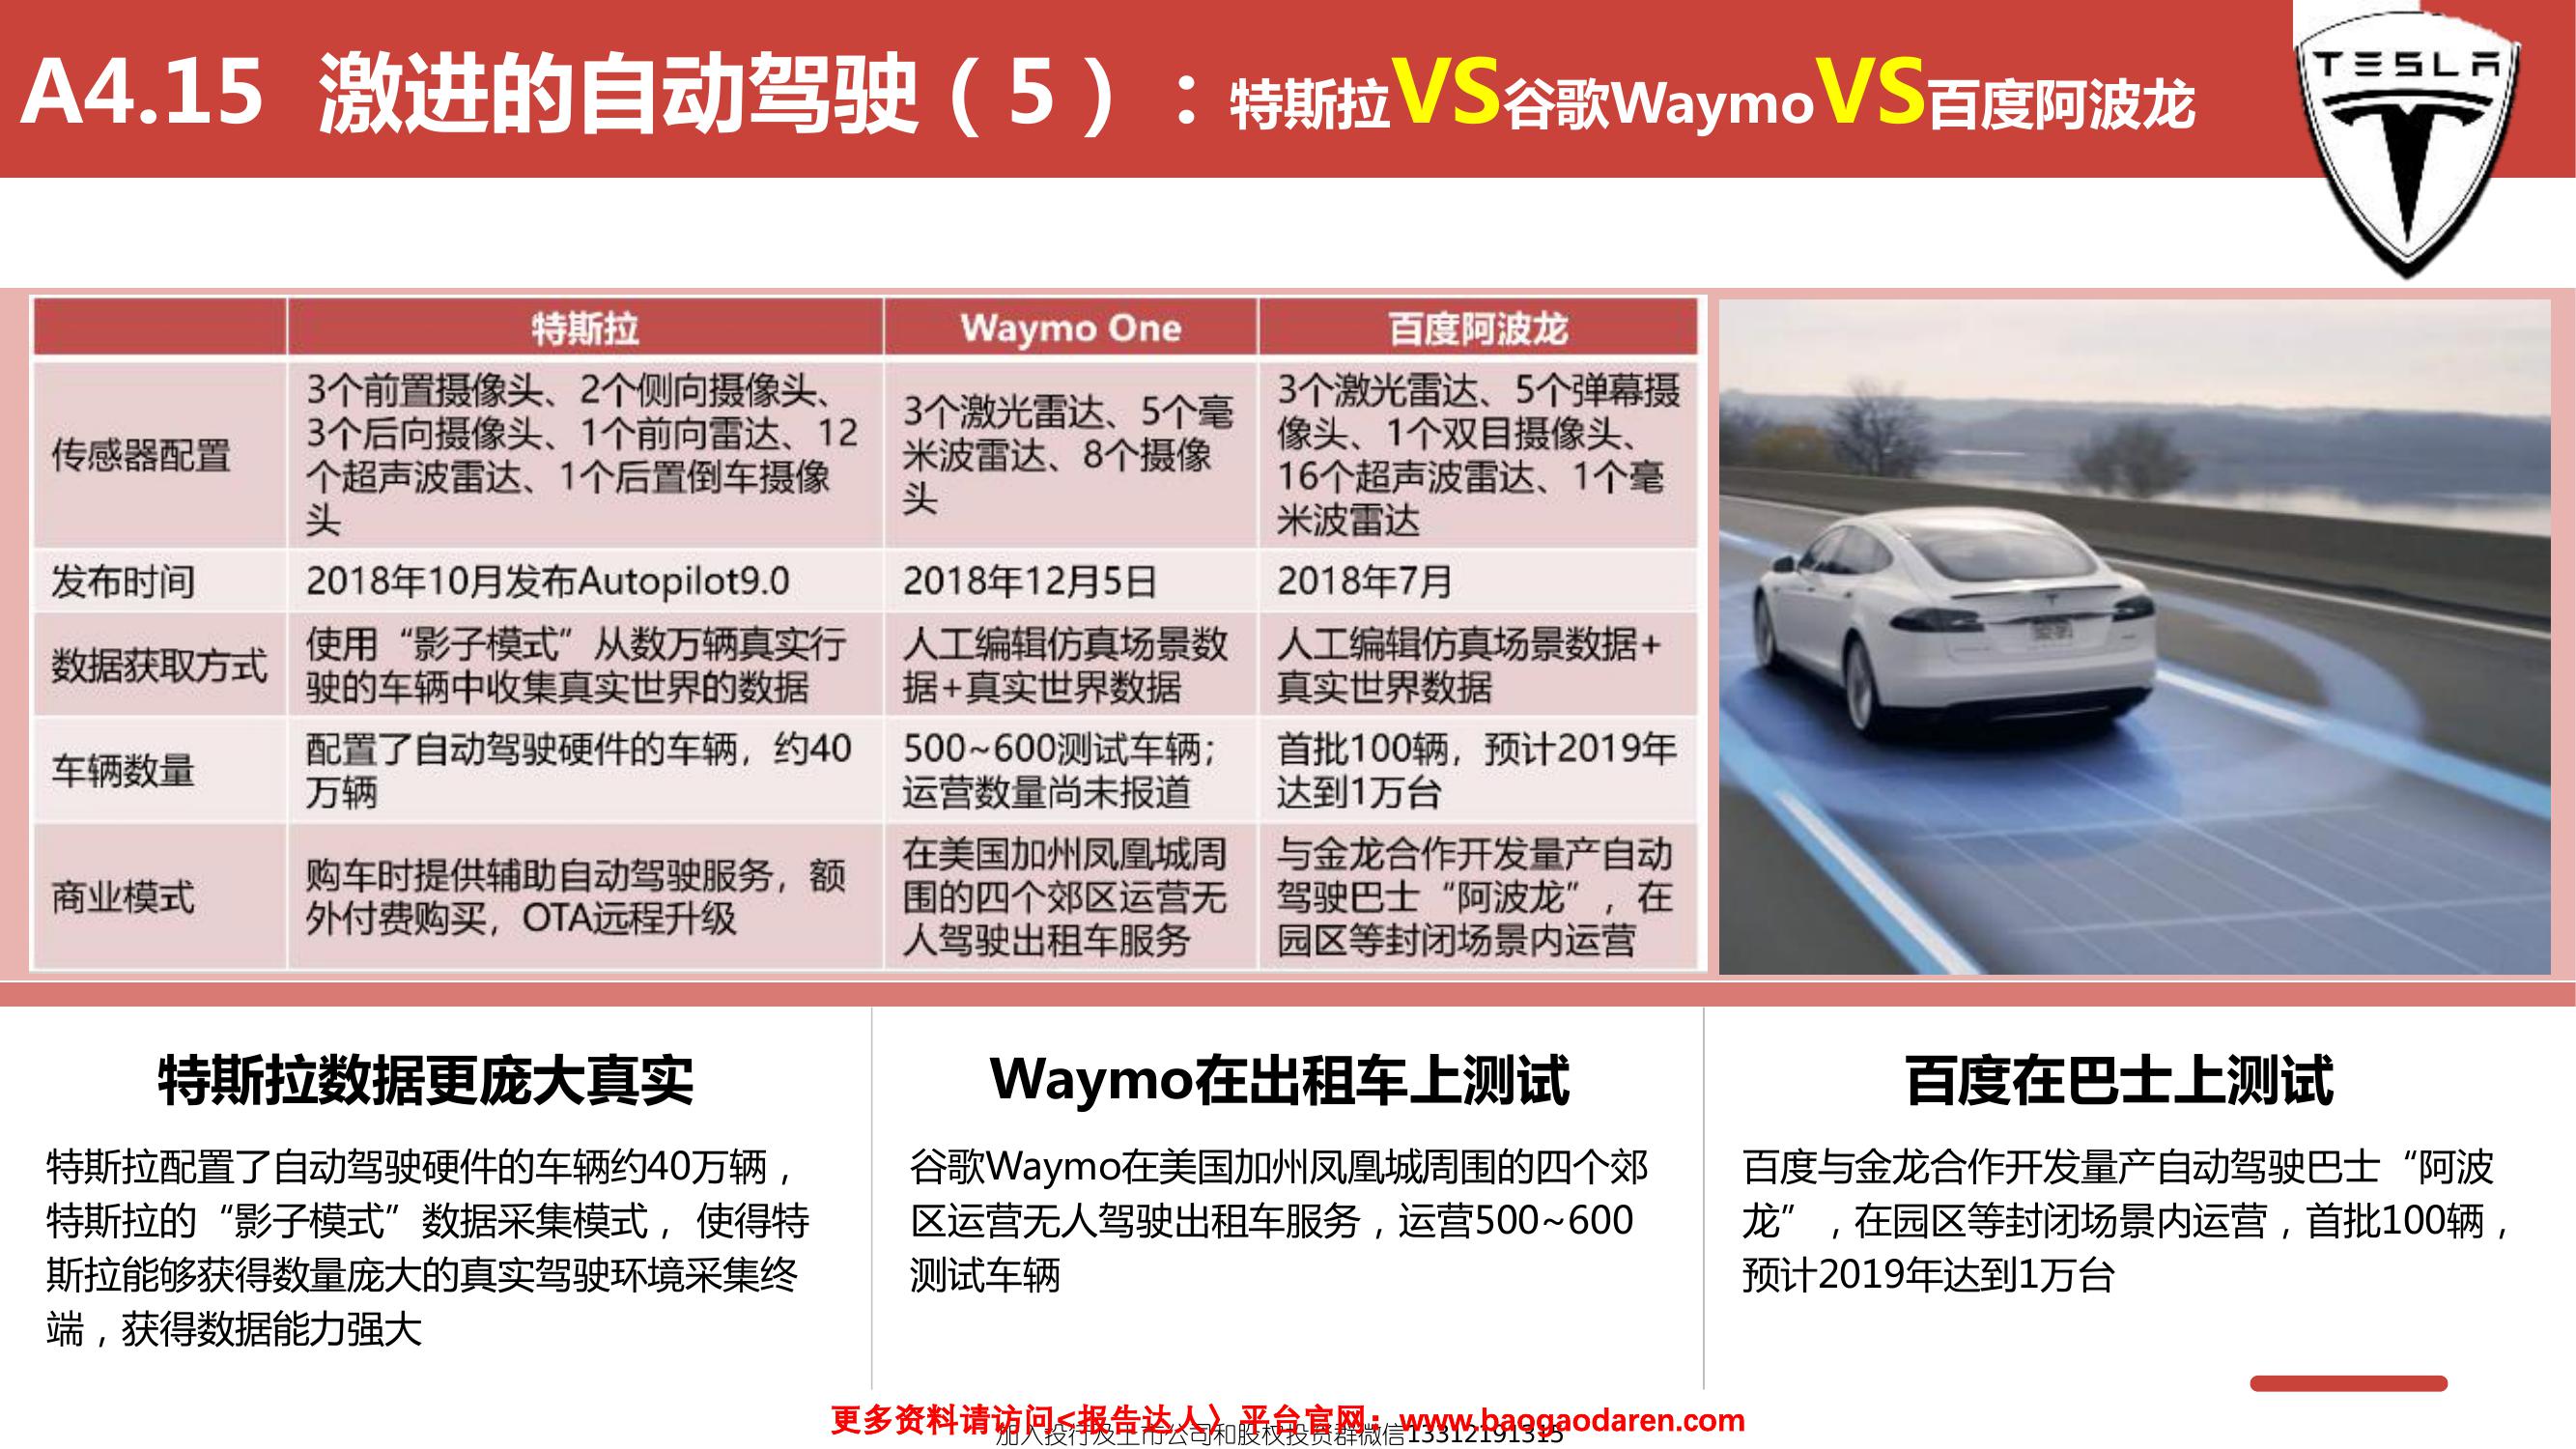 A4.15 激进的自动驾驶（5）：特斯拉VS谷歌WaymoVS百度阿波龙
TESLA
特斯拉
Waymo One
百度阿波龙
传感器配置
3个前置摄像头、2个侧向摄像头、
3个后向摄像头、1个前向雷达、12
个超声波雷达、1个后置倒车摄像
头
3个激光雷达、5个毫
米波雷达、8个摄像
头
3个激光雷达、5个弹幕摄
像头、1个双目摄像头、
16个超声波雷达、1个毫
米波雷达
发布时间
2018年10月发布Autopilot9.0
2018年12月5日
2018年7月
数据获取方式
使用“影子模式”从数万辆真实行
驶的车辆中收集真实世界的数据
人工编辑仿真场景数
据+真实世界数据
人工编辑仿真场景数据+
真实世界数据
车辆数量
配置了自动驾驶硬件的车辆，约40
万辆
500~600测试车辆；
运营数量尚未报道
首批100辆，预计2019年
达到1万台
商业模式
购车时提供辅助自动驾驶服务，额
外付费购买，OTA远程升级
在美国加州凤凰城周
围的四个郊区运营无
人驾驶出租车服务
与金龙合作开发量产自动
驾驶巴士“阿波龙”，在
园区等封闭场景内运营
特斯拉数据更庞大真实
特斯拉配置了自动驾驶硬件的车辆约40万辆，
特斯拉的“影子模式”数据采集模式， 使得特
斯拉能够获得数量庞大的真实驾驶环境采集终
端，获得数据能力强大
Waymo在出租车上测试
谷歌Waymo在美国加州凤凰城周围的四个郊
区运营无人驾驶出租车服务，运营500~600
测试车辆
百度在巴士上测试
百度与金龙合作开发量产自动驾驶巴士“阿波
龙”，在园区等封闭场景内运营，首批100辆，
预计2019年达到1万台
更多资料请访问<报告达人〉平台官网：www.baogaodaren.com
加入投行及上市公司和股权投资群微信13312191315